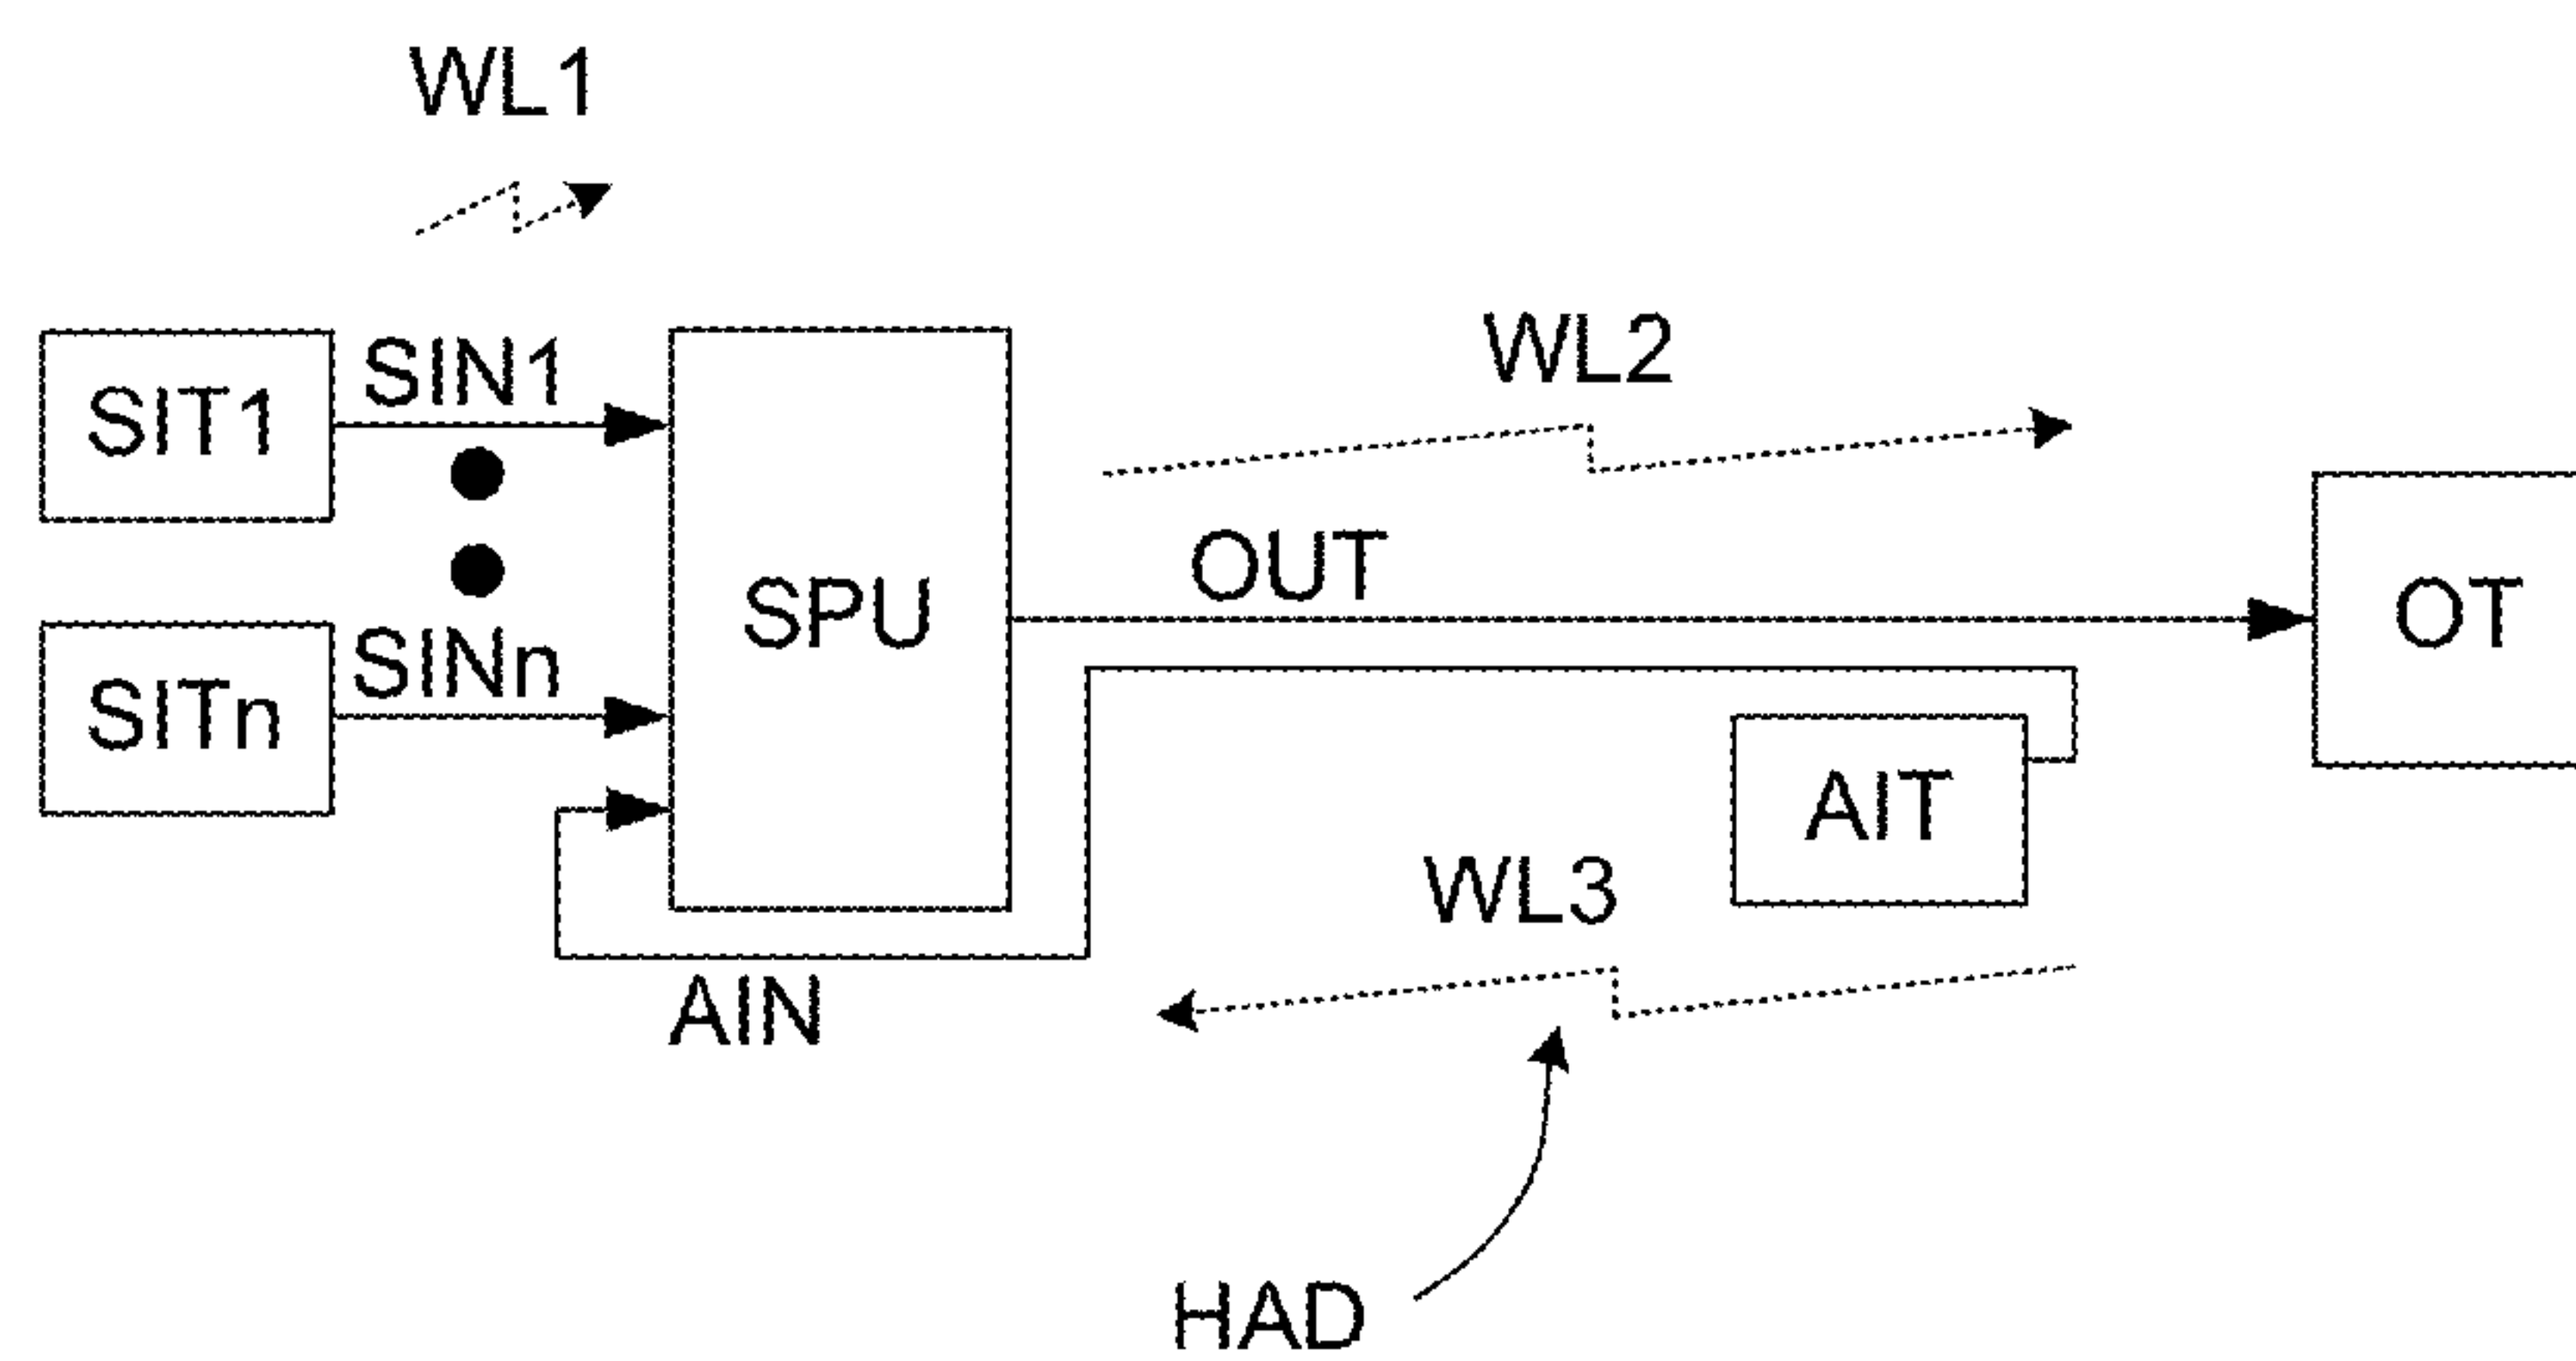 WL1
SIT1
SIN1
WL2
SPU
OUT
OT
SITn
SINn
AIT
WL3
AIN
HAD